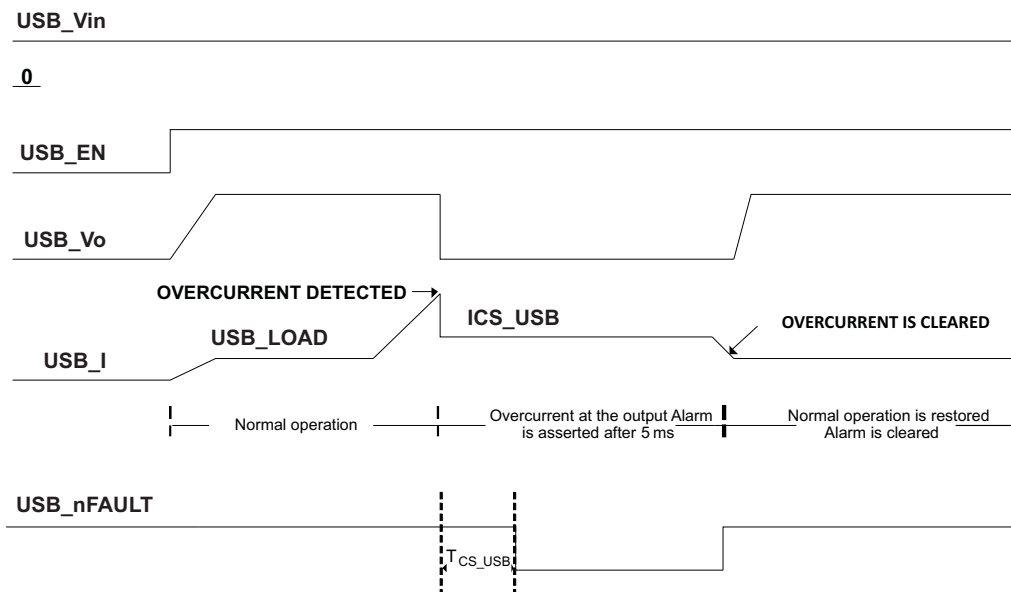 USB_Vin
0
USB_EN
USB_Vo
OVERCURRENT DETECTED
ICS_USB
OVERCURRENT IS CLEARED
USB_LOAD
USB_I
Normal operation
Overcurrent at the output Alarm
is asserted after 5 ms
Normal operation is restored
Alarm is cleared
USB_nFAULT
TCS_USB